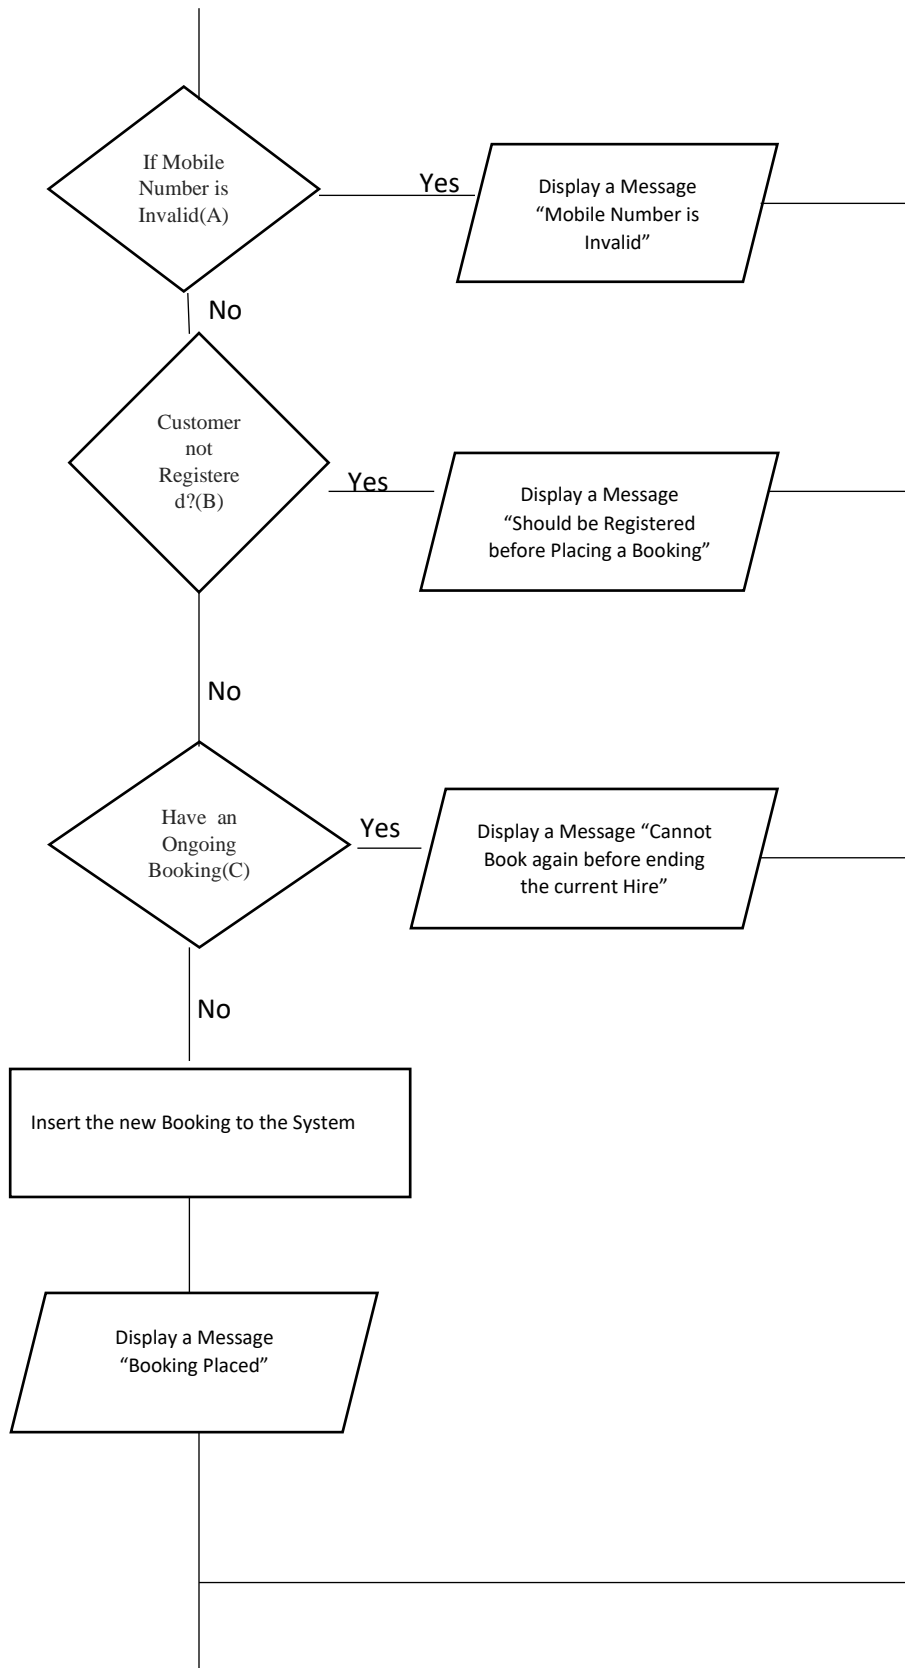 If Mobile
Number is
Invalid(A)
Yes
Display a Message
“Mobile Number is
Invalid”
No
Customer
not
Registere
d?(B)
Yes
Display a Message
“Should be Registered
before Placing a Booking”
No
Have an
Ongoing
Booking(C)
Yes
Display a Message “Cannot
Book again before ending
the current Hire”
No
Insert the new Booking to the System
Display a Message
“Booking Placed”